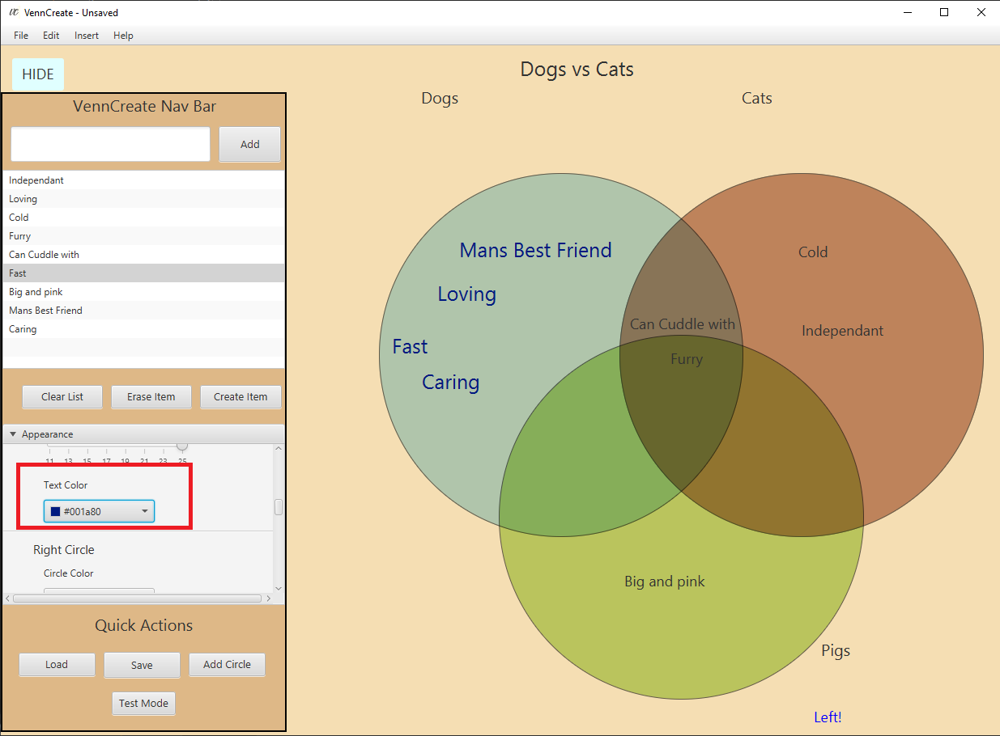 VC VennCreate - Unsaved
File Edit Insert Help
HIDE
VennCreate Nav Bar
Add
Independant
Loving
Cold
Furry
Can Cuddle with
Fast
Big and pink
Mans Best Friend
Caring
Clear List Erase Item Create Item
Appearance
11 13 15 17 19 21 23 25
Text Color
#001a80
Right Circle
Circle Color
Quick Actions
Load Save Add Circle
Test Mode
Dogs vs Cats
Dogs Cats
Mans Best Friend
Cold
Loving
Can Cuddle with
Independant
Fast
Furry
Caring
Big and pink
Pigs
Left!